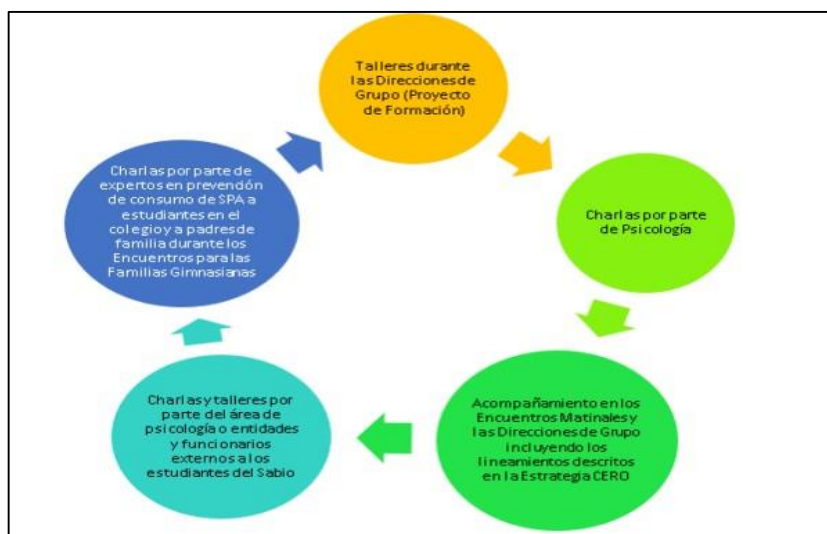 Talleres durante
las Direcciones de
Grupo (Proyecto
de Formación)
Charlas por parte
de Psicología
Acompañamiento en los
Encuentros Matinales y
las Direcciones de Grupo
incluyendo los
lineamientos descritos
en la Estrategia CERO
Charlas y talleres por
parte del área de
psicología o entidades
y funcionarios
externos a los
estudiantes del Sabio
Charlas por parte de
expertos en prevención
de consumo de SPA a
estudiantes en el
colegio y a padres de
familia durante los
Encuentros para las
Familias Gimnasianas